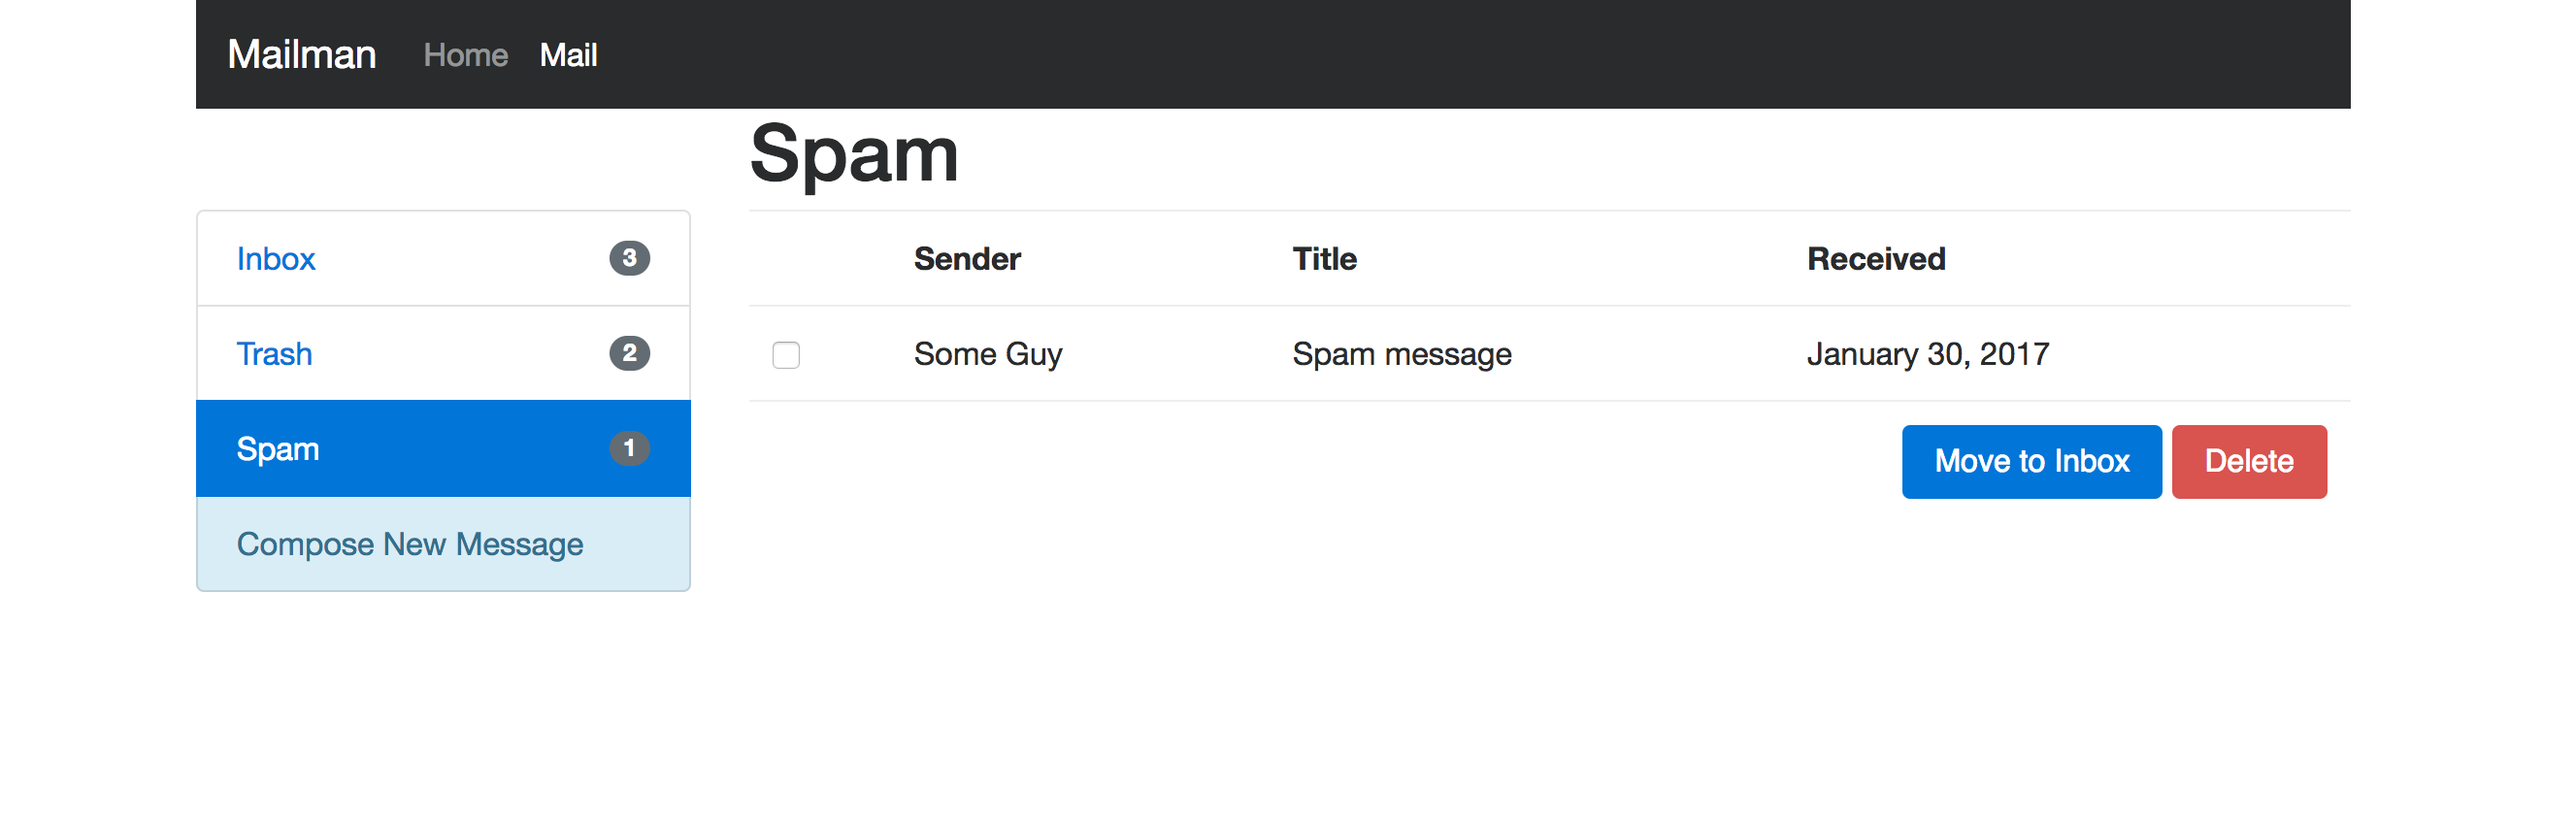 Mailman Home Mail
Spam
Inbox 3
Trash 2
Spam 1
Compose New Message
Sender Title Received
Some Guy Spam message January 30, 2017
Move to Inbox Delete